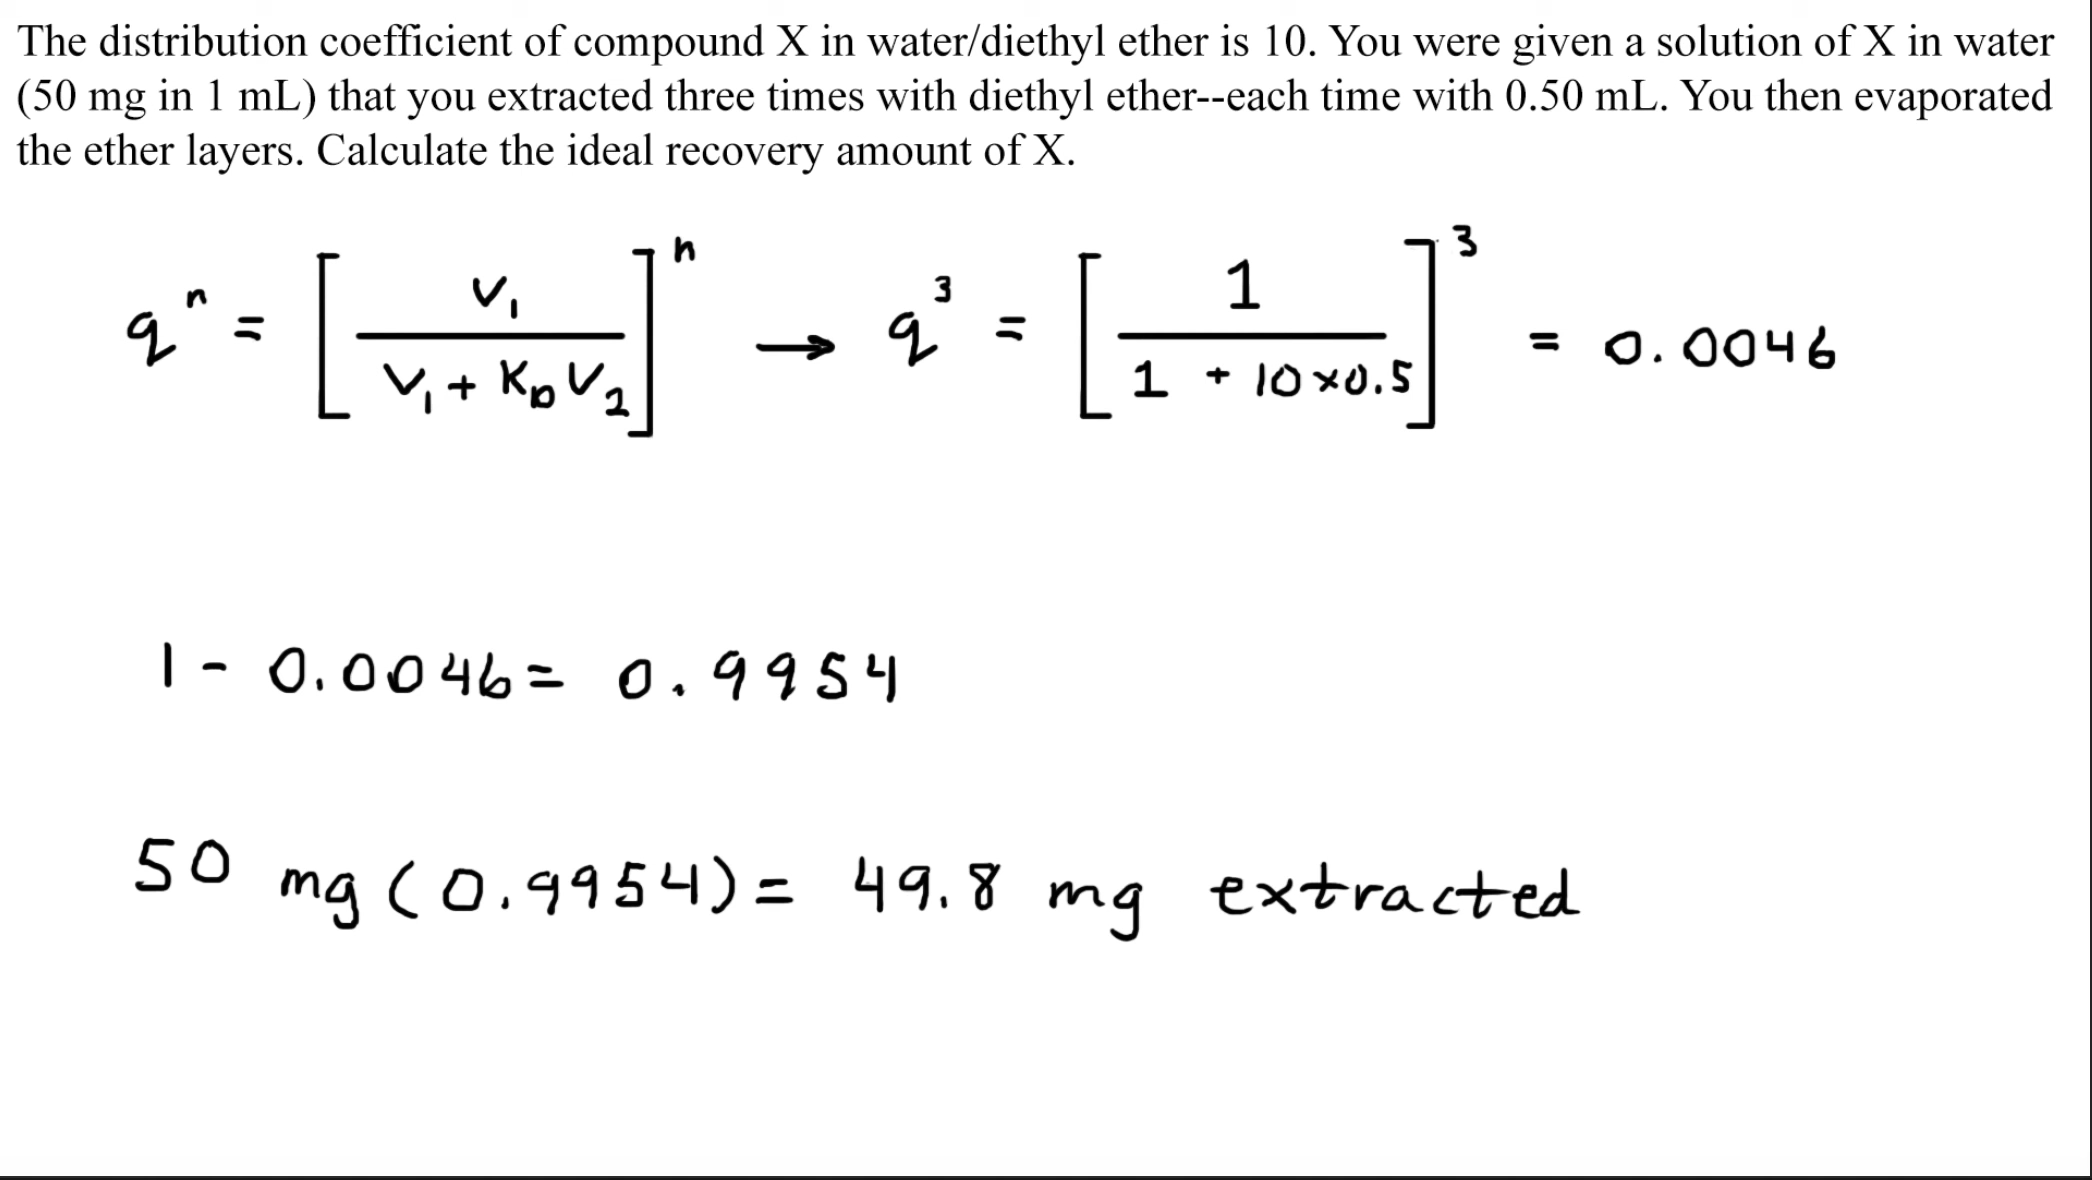 The distribution coefficient of compound X in water/diethyl ether is 10. You were given a solution of X in water
(50 mg in 1 mL) that you extracted three times with diethyl ether--each time with 0.50 mL. You then evaporated
the ether layers. Calculate the ideal recovery amount of X.
qⁿ = [V₁ / (V₁ + K_D V₂)]ⁿ → q³ = [1 / (1 + 10×0.5)]³ = 0.0046
1 - 0.0046 = 0.9954
50 mg (0.9954) = 49.8 mg extracted